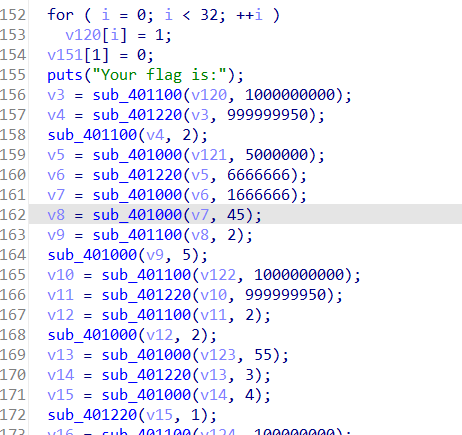 152 for ( i = 0; i < 32; ++i )
153 v120[i] = 1;
154 v151[1] = 0;
155 puts("Your flag is:");
156 v3 = sub_401100(v120, 1000000000);
157 v4 = sub_401220(v3, 999999950);
158 sub_401100(v4, 2);
159 v5 = sub_401000(v121, 5000000);
160 v6 = sub_401220(v5, 6666666);
161 v7 = sub_401000(v6, 1666666);
162 v8 = sub_401000(v7, 45);
163 v9 = sub_401100(v8, 2);
164 sub_401000(v9, 5);
165 v10 = sub_401100(v122, 1000000000);
166 v11 = sub_401220(v10, 999999950);
167 v12 = sub_401100(v11, 2);
168 sub_401000(v12, 2);
169 v13 = sub_401000(v123, 55);
170 v14 = sub_401220(v13, 3);
171 v15 = sub_401000(v14, 4);
172 sub_401220(v15, 1);
173 v16 = sub_401100(v124, 1000000000);